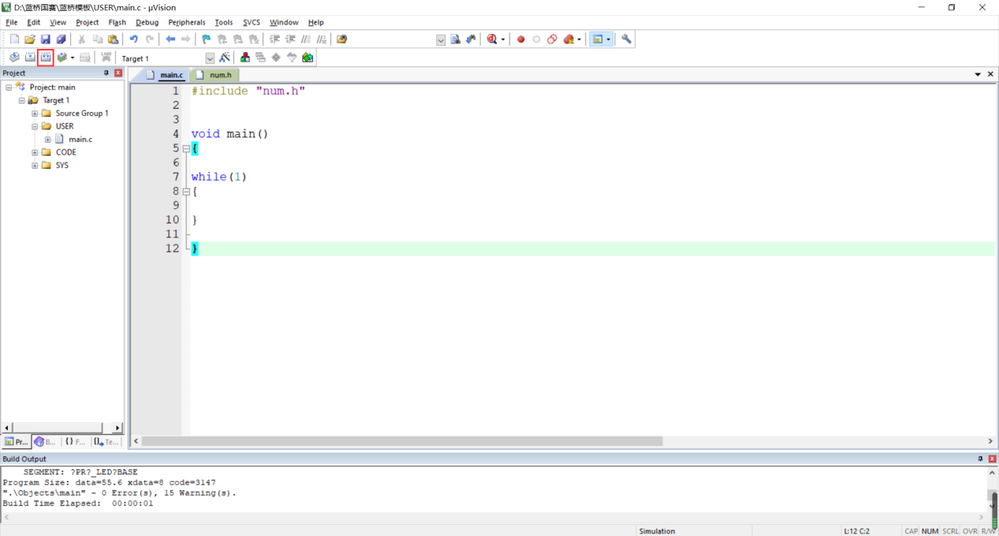 D:\蓝桥国赛\蓝桥模板\USER\main.c - µVision
File Edit View Project Flash Debug Peripherals Tools SVCS Window Help
LOAD Target 1
Project
main.c num.h
Project: main
Target 1
Source Group 1
USER
main.c
CODE
SYS
1 #include "num.h"
2
3
4 void main()
5 {
6
7 while(1)
8 {
9
10 }
11
12 }
Pr... B... {} F... 0 Te...
Build Output
SEGMENT: ?PR?_LED?BASE
Program Size: data=55.6 xdata=8 code=3147
".\Objects\main" - 0 Error(s), 15 Warning(s).
Build Time Elapsed:  00:00:01
Simulation L:12 C:2 CAP NUM SCRL OVR R/W